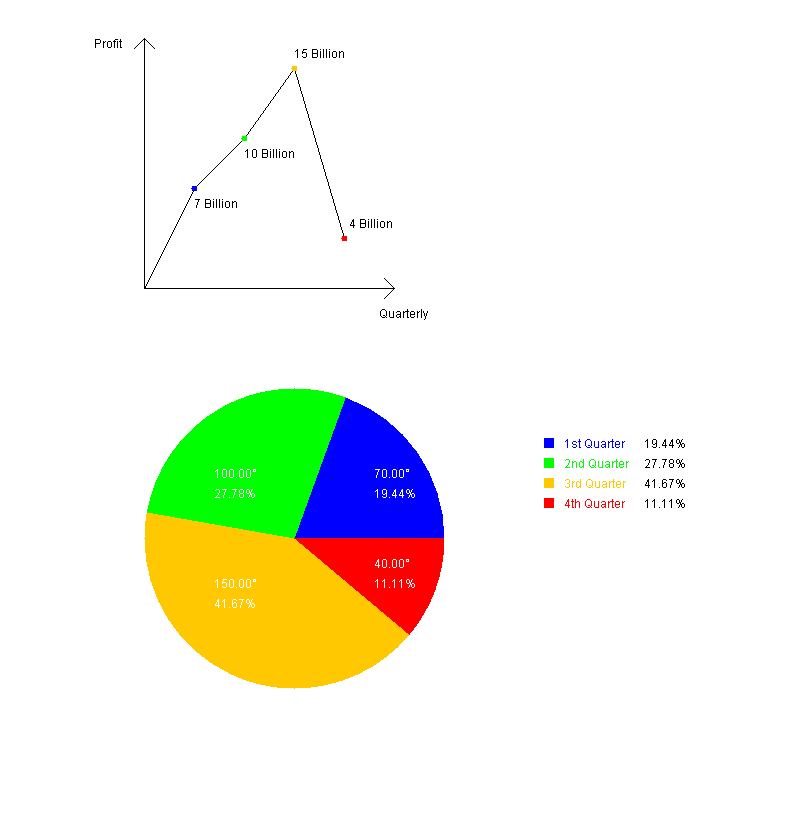 Profit
15 Billion
10 Billion
7 Billion
4 Billion
Quarterly
100.00°
27.78%
70.00°
19.44%
150.00°
41.67%
40.00°
11.11%
1st Quarter 19.44%
2nd Quarter 27.78%
3rd Quarter 41.67%
4th Quarter 11.11%